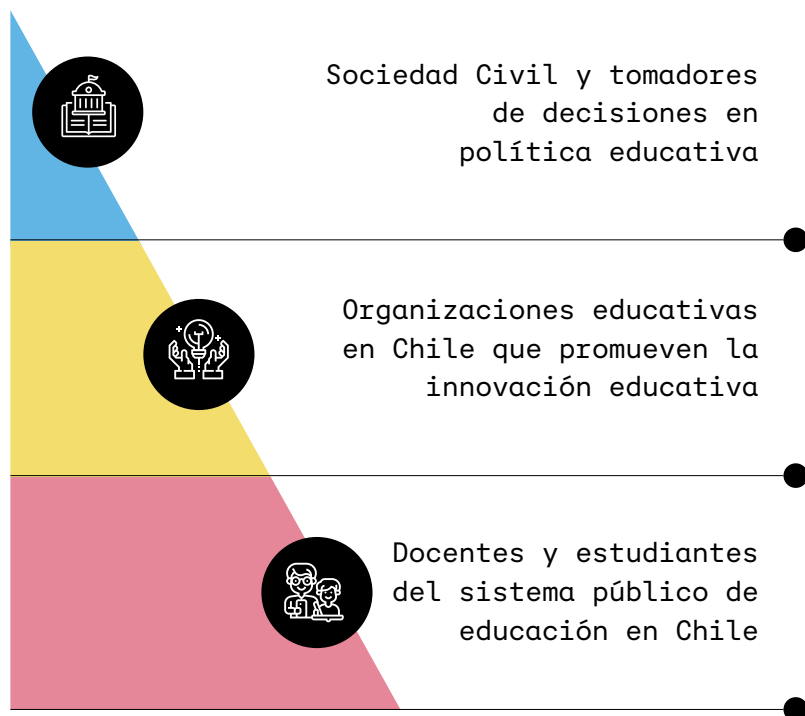 Sociedad Civil y tomadores
de decisiones en
política educativa
Organizaciones educativas
en Chile que promueven la
innovación educativa
Docentes y estudiantes
del sistema público de
educación en Chile